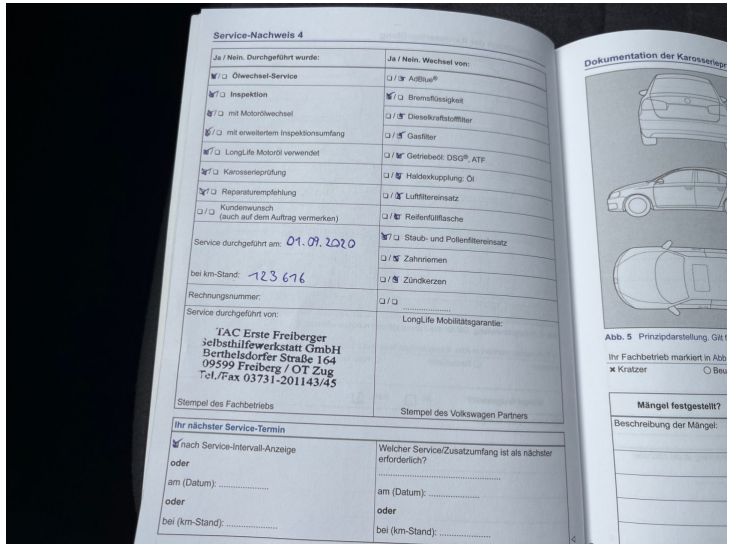 Service-Nachweis 4
Ja / Nein. Durchgeführt wurde:
☑ / ☐ Ölwechsel-Service
☑ / ☐ Inspektion
☑ / ☐ mit Motorölwechsel
☑ / ☐ mit erweitertem Inspektionsumfang
☑ / ☐ LongLife Motoröl verwendet
☑ / ☐ Karosserieprüfung
☑ / ☐ Reparaturempfehlung
☐ / ☐ Kundenwunsch
(auch auf dem Auftrag vermerken)
Service durchgeführt am: 01.09.2020
bei km-Stand: 123 616
Rechnungsnummer:
Service durchgeführt von:
TAC Erste Freiberger
Selbsthilfewerkstatt GmbH
Berthelsdorfer Straße 164
09599 Freiberg / OT Zug
Tel./Fax 03731-201143/45
Stempel des Fachbetriebs
Ja / Nein. Wechsel von:
☐ / ☑ AdBlue®
☑ / ☐ Bremsflüssigkeit
☐ / ☑ Dieselkraftstofffilter
☐ / ☑ Gasfilter
☐ / ☑ Getriebeöl: DSG®, ATF
☐ / ☑ Haldexkupplung: Öl
☐ / ☑ Luftfiltereinsatz
☐ / ☑ Reifenfüllflasche
☑ / ☐ Staub- und Pollenfiltereinsatz
☐ / ☑ Zahnriemen
☐ / ☑ Zündkerzen
☐ / ☐ ....................
LongLife Mobilitätsgarantie:
Stempel des Volkswagen Partners
Ihr nächster Service-Termin
☑ nach Service-Intervall-Anzeige
oder
am (Datum): ....................
oder
bei (km-Stand): ....................
Welcher Service/Zusatzumfang ist als nächster
erforderlich?
....................
am (Datum): ....................
oder
bei (km-Stand): ....................
Dokumentation der Karosseriepr
Abb. 5 Prinzipdarstellung. Gilt
Ihr Fachbetrieb markiert in Abb
× Kratzer ○ Beu
Mängel festgestellt?
Beschreibung der Mängel: